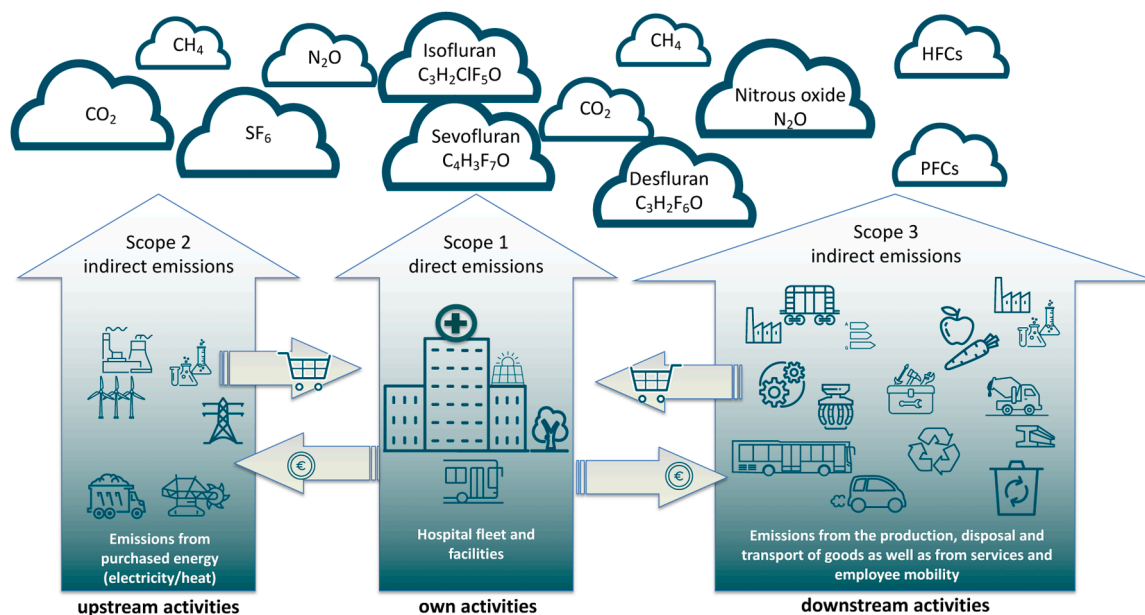 CH₄
N₂O
Isofluran
C₃H₂ClF₅O
CH₄
HFCs
CO₂
SF₆
Sevofluran
C₄H₃F₇O
CO₂
Nitrous oxide
N₂O
Desfluran
C₃H₂F₆O
PFCs
Scope 2
indirect emissions
Scope 1
direct emissions
Scope 3
indirect emissions
€
€
Emissions from
purchased energy
(electricity/heat)
Hospital fleet and
facilities
Emissions from the production, disposal and
transport of goods as well as from services and
employee mobility
upstream activities
own activities
downstream activities